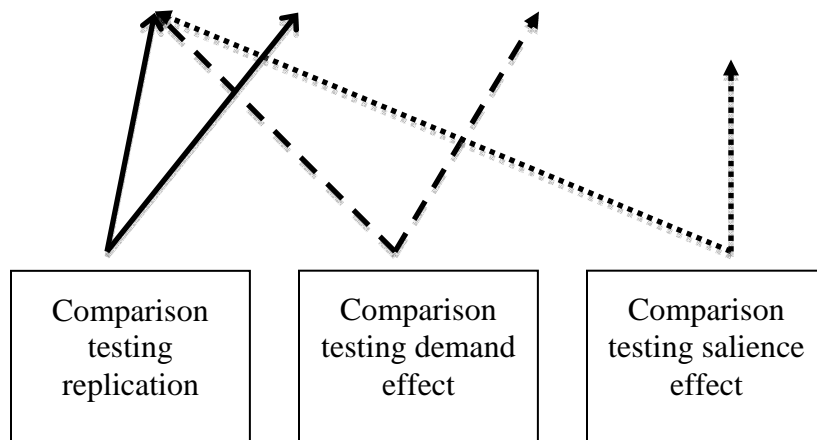 Comparison
testing
replication
Comparison
testing demand
effect
Comparison
testing salience
effect